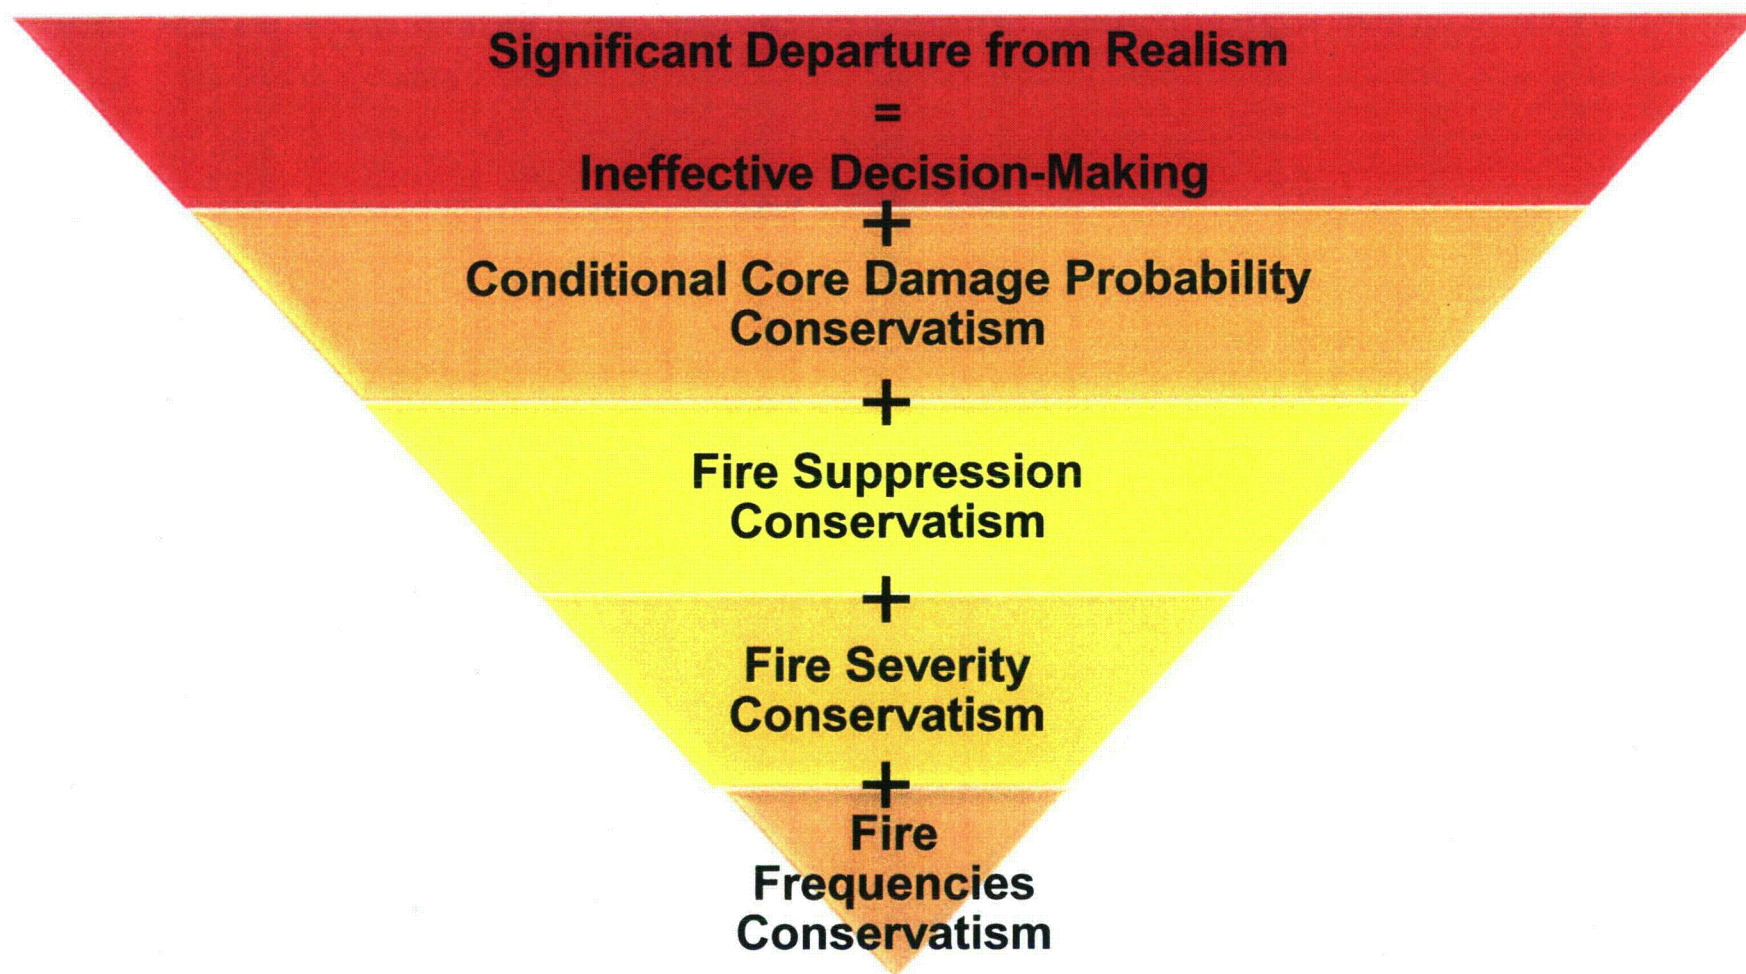 Significant Departure from Realism
=
Ineffective Decision-Making
+
Conditional Core Damage Probability
Conservatism
+
Fire Suppression
Conservatism
+
Fire Severity
Conservatism
+
Fire
Frequencies
Conservatism